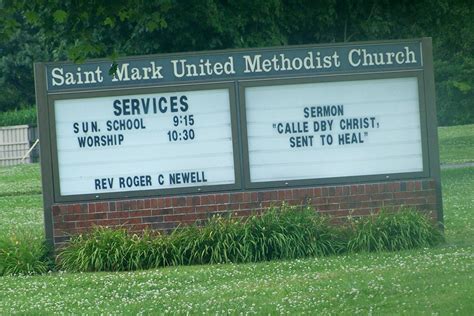 Saint Mark United Methodist Church
SERVICES
SUN. SCHOOL 9:15
WORSHIP 10:30
REV ROGER C NEWELL
SERMON
"CALLE DBY CHRIST;
SENT TO HEAL"